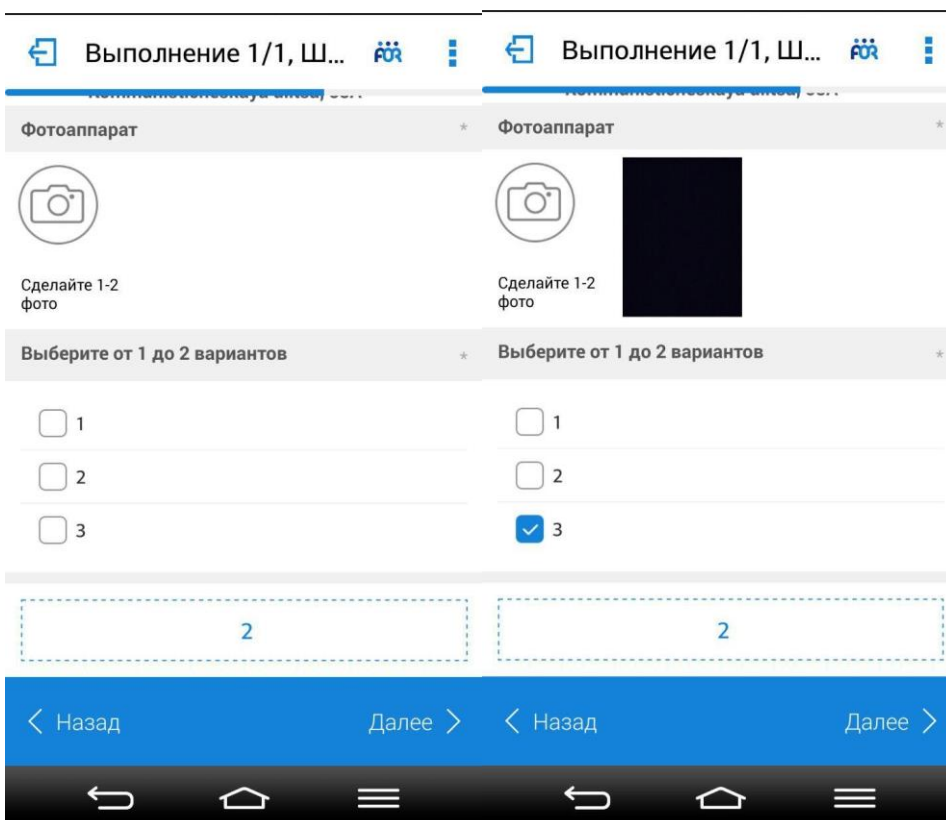 Выполнение 1/1, Ш...
FOR
Фотоаппарат *
Сделайте 1-2
фото
Выберите от 1 до 2 вариантов *
1
2
3
2
Назад
Далее
Выполнение 1/1, Ш...
FOR
Фотоаппарат *
Сделайте 1-2
фото
Выберите от 1 до 2 вариантов *
1
2
3
2
Назад
Далее